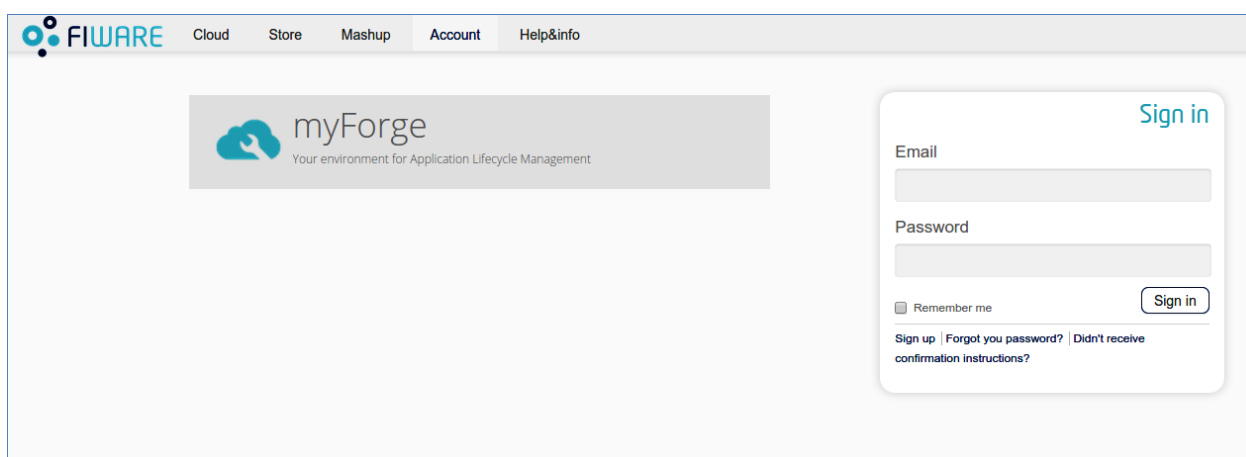 FIWARE Cloud Store Mashup Account Help&info
myForge
Your environment for Application Lifecycle Management
Sign in
Email
Password
Remember me Sign in
Sign up Forgot you password? Didn't receive
confirmation instructions?